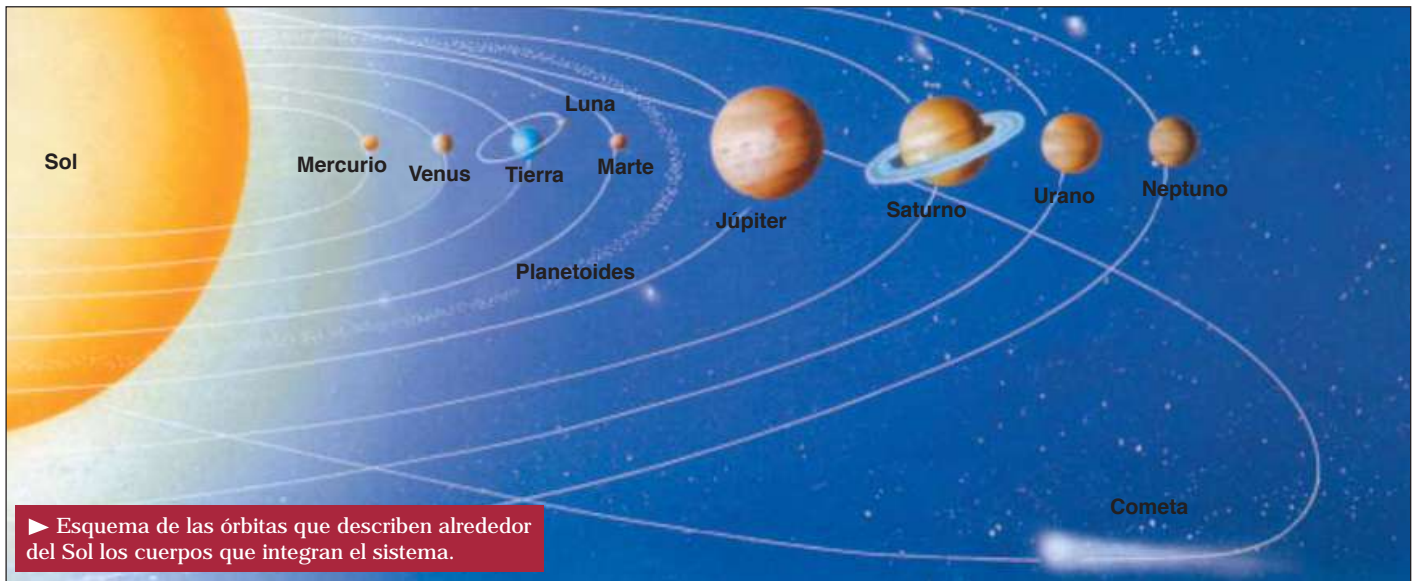 Luna
Sol
Mercurio
Venus
Tierra
Marte
Júpiter
Saturno
Urano
Neptuno
Planetoides
Cometa
► Esquema de las órbitas que describen alrededor
del Sol los cuerpos que integran el sistema.